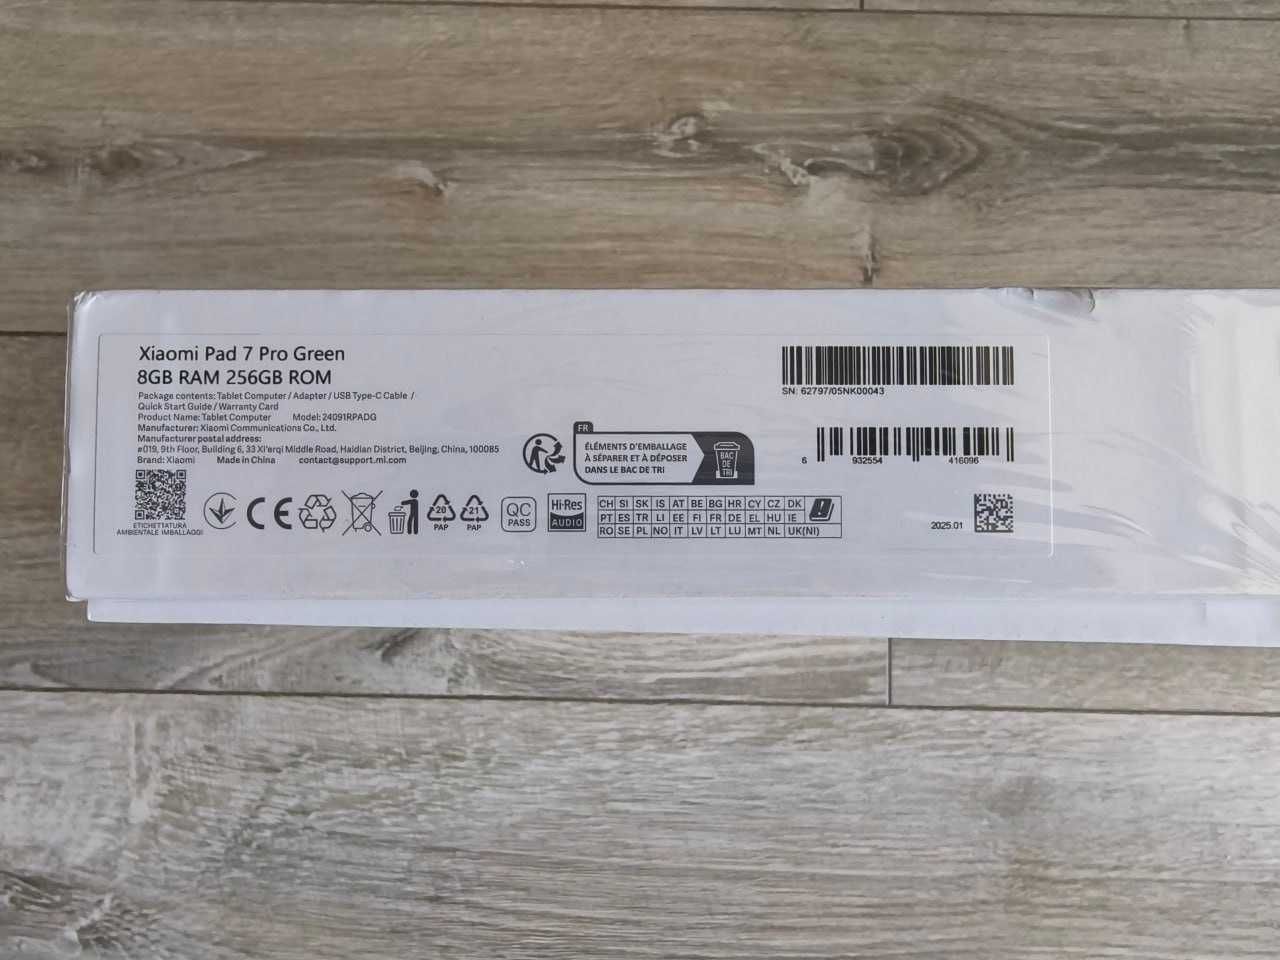 Xiaomi Pad 7 Pro Green
8GB RAM 256GB ROM
Package contents: Tablet Computer / Adapter / USB Type-C Cable /
Quick Start Guide / Warranty Card
Product Name: Tablet Computer Model: 24091RPADG
Manufacturer: Xiaomi Communications Co., Ltd.
Manufacturer postal address:
#019, 9th Floor, Building 6, 33 Xi'erqi Middle Road, Haidian District, Beijing, China, 100085
Brand: Xiaomi Made in China contact@support.mi.com
ETICHETTATURA
AMBIENTALE IMBALLAGGI
CE
20
PAP
21
PAP
QC
PASS
Hi-Res
AUDIO
FR
ÉLÉMENTS D'EMBALLAGE
À SÉPARER ET À DÉPOSER
DANS LE BAC DE TRI
BAC
DE
TRI
CH SI SK IS AT BE BG HR CY CZ DK
PT ES TR LI EE FI FR DE EL HU IE
RO SE PL NO IT LV LT LU MT NL UK(NI)
SN: 62797/05NK00043
6 932554 416096
2025.01